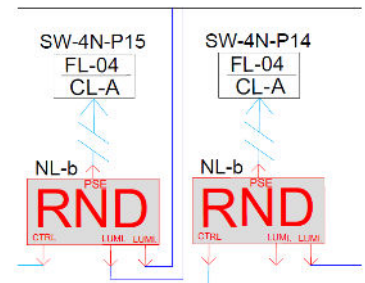 SW-4N-P15
FL-04
CL-A
NL-b
PSE
RND
CTRL LUMI. LUMI.
SW-4N-P14
FL-04
CL-A
NL-b
PSE
RND
CTRL LUMI. LUMI.